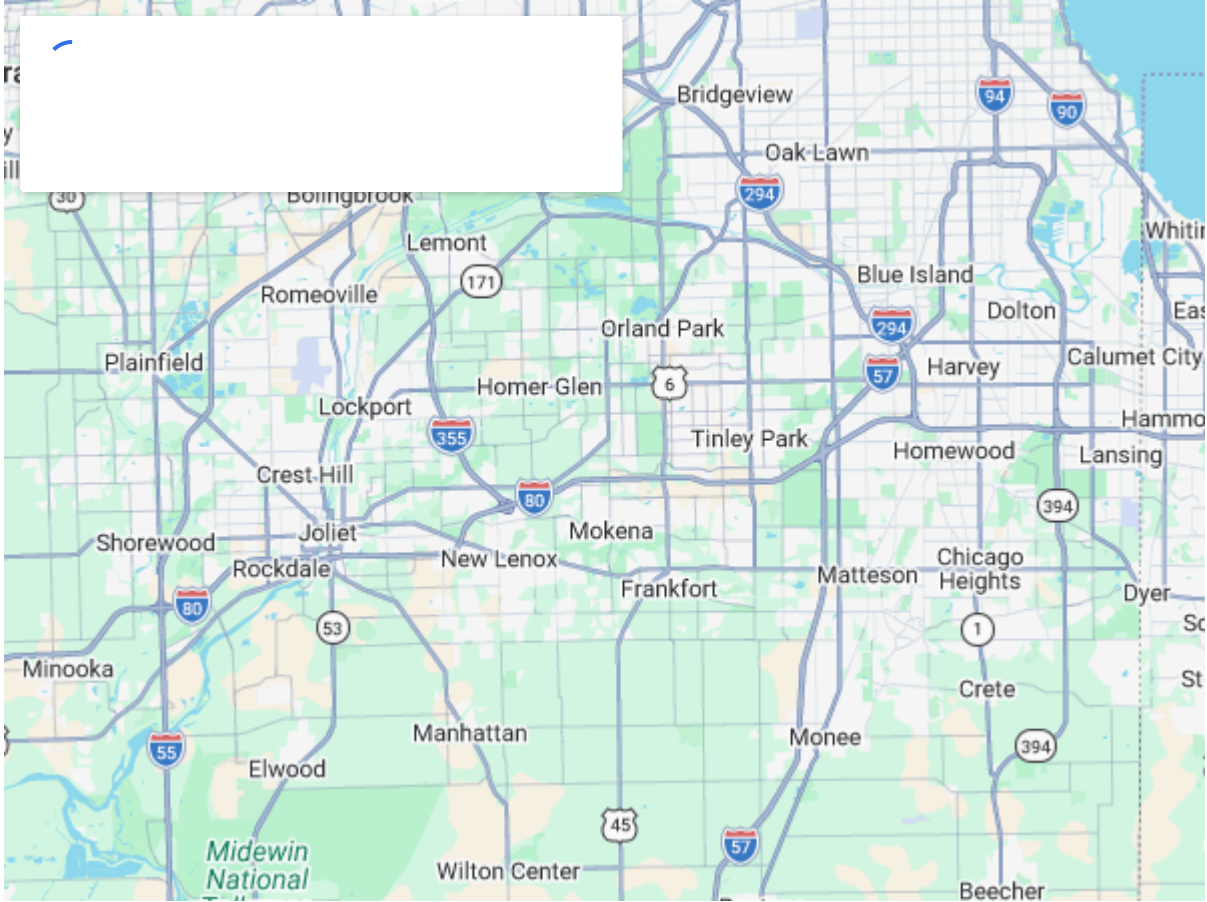 Bridgeview
94
90
Oak Lawn
294
30
Bolingbrook
Lemont
171
Blue Island
Romeoville
Dolton
Orland Park
294
Plainfield
Calumet City
57
Harvey
6
Homer Glen
Lockport
355
Tinley Park
Homewood
Lansing
Crest Hill
80
394
Joliet
Mokena
Shorewood
New Lenox
Chicago
Heights
Rockdale
Matteson
Frankfort
Dyer
80
53
1
Minooka
Crete
Manhattan
Monee
394
55
Elwood
45
57
Midewin
National
Wilton Center
Beecher